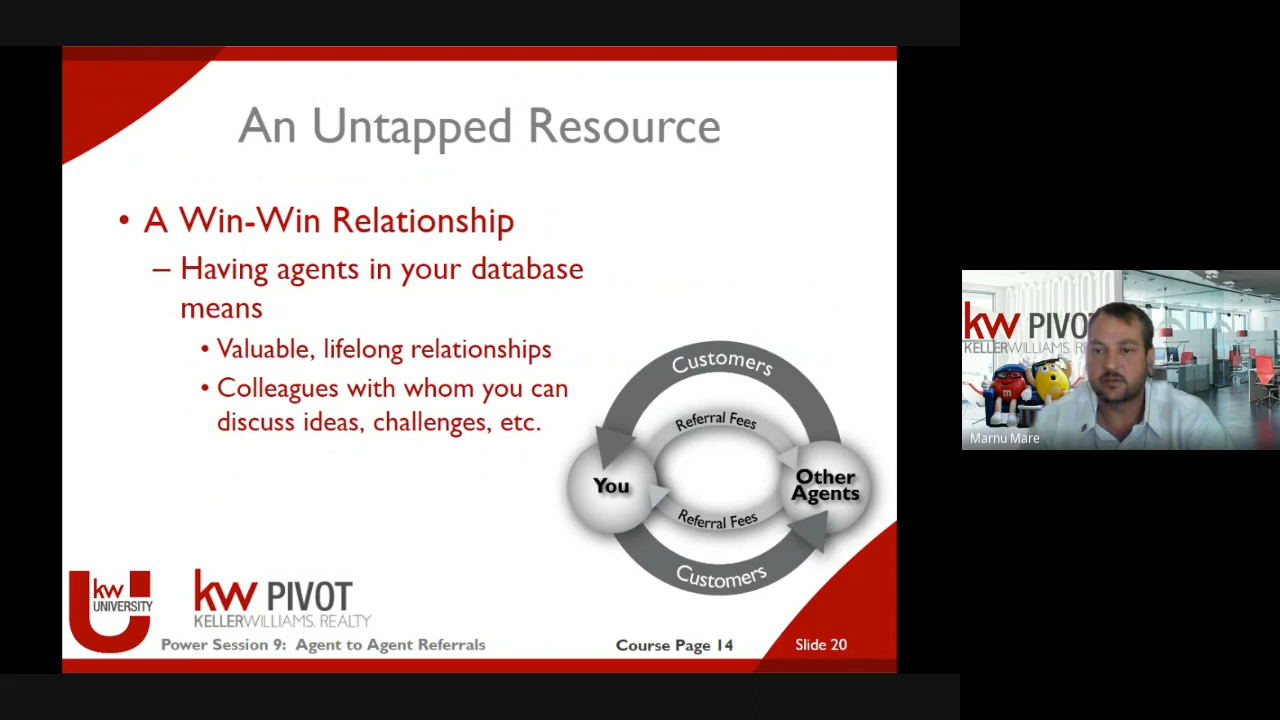 An Untapped Resource
• A Win-Win Relationship
– Having agents in your database
means
• Valuable, lifelong relationships
• Colleagues with whom you can
discuss ideas, challenges, etc.
Customers
Referral Fees
You
Other
Agents
Referral Fees
Customers
kw
UNIVERSITY
kw PIVOT
KELLERWILLIAMS. REALTY
Power Session 9: Agent to Agent Referrals
Course Page 14
Slide 20
kw PIVO
KELLERWILLIAMS. RE
m
Marnu Mare